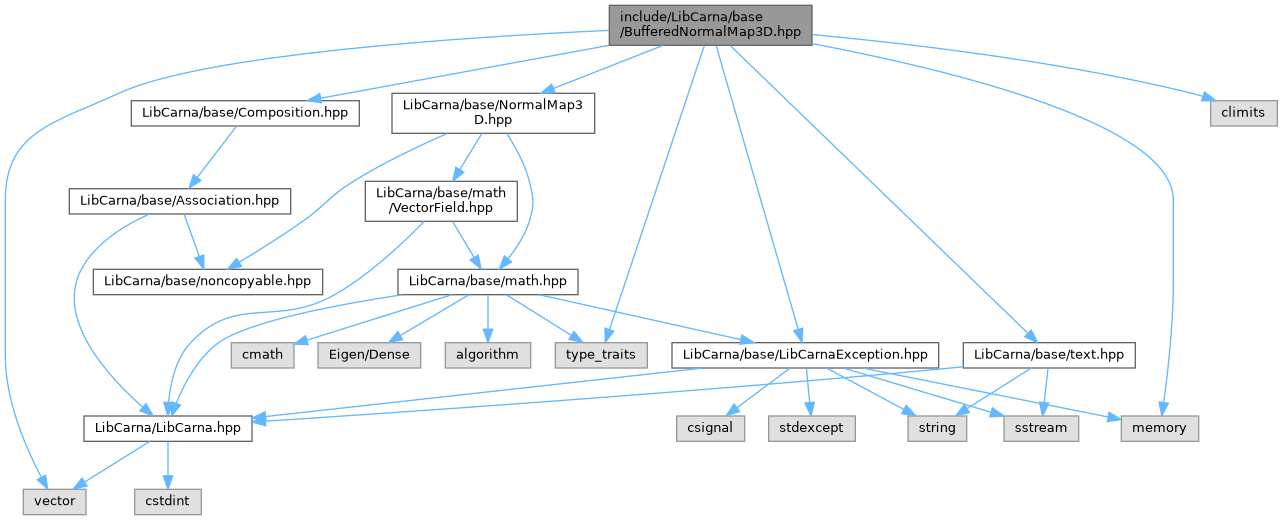 include/LibCarna/base
/BufferedNormalMap3D.hpp
LibCarna/base/Composition.hpp
LibCarna/base/NormalMap3
D.hpp
climits
LibCarna/base/Association.hpp
LibCarna/base/math
/VectorField.hpp
LibCarna/base/noncopyable.hpp
LibCarna/base/math.hpp
cmath
Eigen/Dense
algorithm
type_traits
LibCarna/base/LibCarnaException.hpp
LibCarna/base/text.hpp
LibCarna/LibCarna.hpp
csignal
stdexcept
string
sstream
memory
vector
cstdint